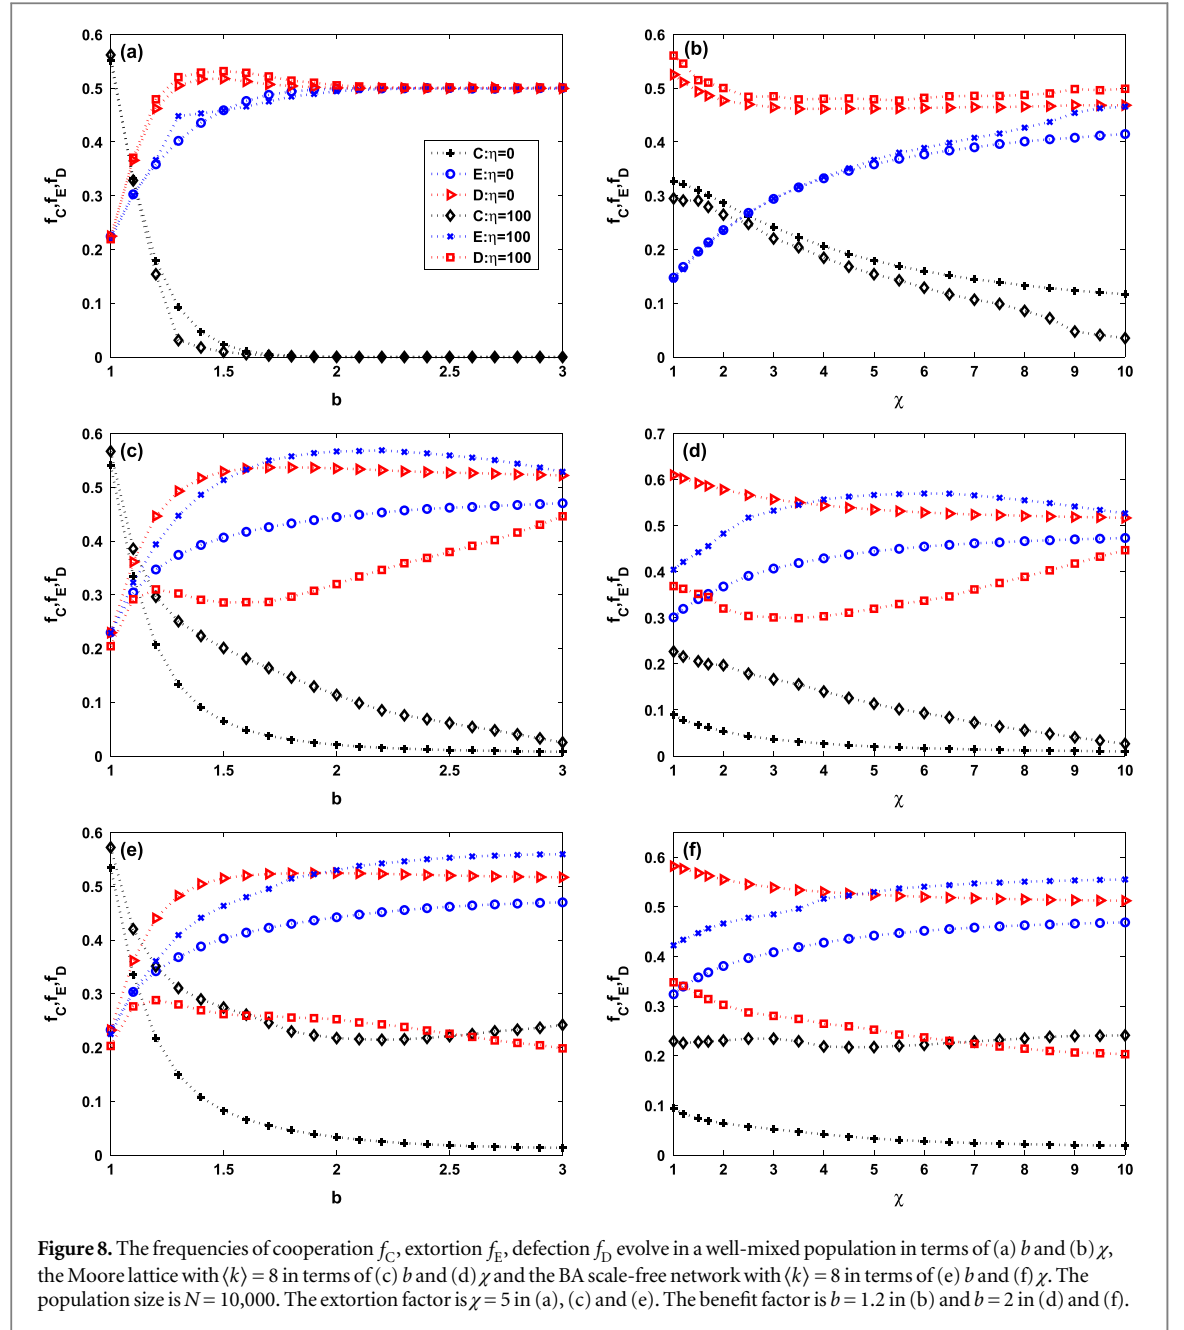 0.6
0.5
0.4
0.3
0.2
0.1
0
f_C,f_E,f_D
(a)
C:η=0
E:η=0
D:η=0
C:η=100
E:η=100
D:η=100
1 1.5 2 2.5 3
b
0.6
0.5
0.4
0.3
0.2
0.1
0
f_C,f_E,f_D
(b)
1 2 3 4 5 6 7 8 9 10
χ
0.6
0.5
0.4
0.3
0.2
0.1
0
f_C,f_E,f_D
(c)
1 1.5 2 2.5 3
b
0.7
0.6
0.5
0.4
0.3
0.2
0.1
0
f_C,f_E,f_D
(d)
1 2 3 4 5 6 7 8 9 10
χ
0.6
0.5
0.4
0.3
0.2
0.1
0
f_C,f_E,f_D
(e)
1 1.5 2 2.5 3
b
0.6
0.5
0.4
0.3
0.2
0.1
0
f_C,f_E,f_D
(f)
1 2 3 4 5 6 7 8 9 10
χ
Figure 8. The frequencies of cooperation f_C, extortion f_E, defection f_D evolve in a well-mixed population in terms of (a) b and (b) χ,
the Moore lattice with ⟨k⟩ = 8 in terms of (c) b and (d) χ and the BA scale-free network with ⟨k⟩ = 8 in terms of (e) b and (f) χ. The
population size is N = 10,000. The extortion factor is χ = 5 in (a), (c) and (e). The benefit factor is b = 1.2 in (b) and b = 2 in (d) and (f).